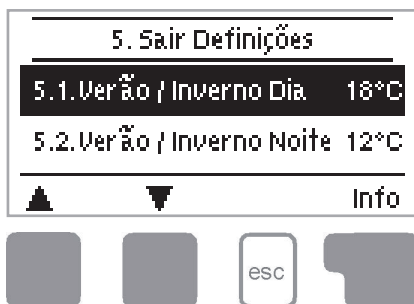 5. Sair Definições
5.1.Verão / Inverno Dia 18°C
5.2.Verão / Inverno Noite 12°C
Info
esc